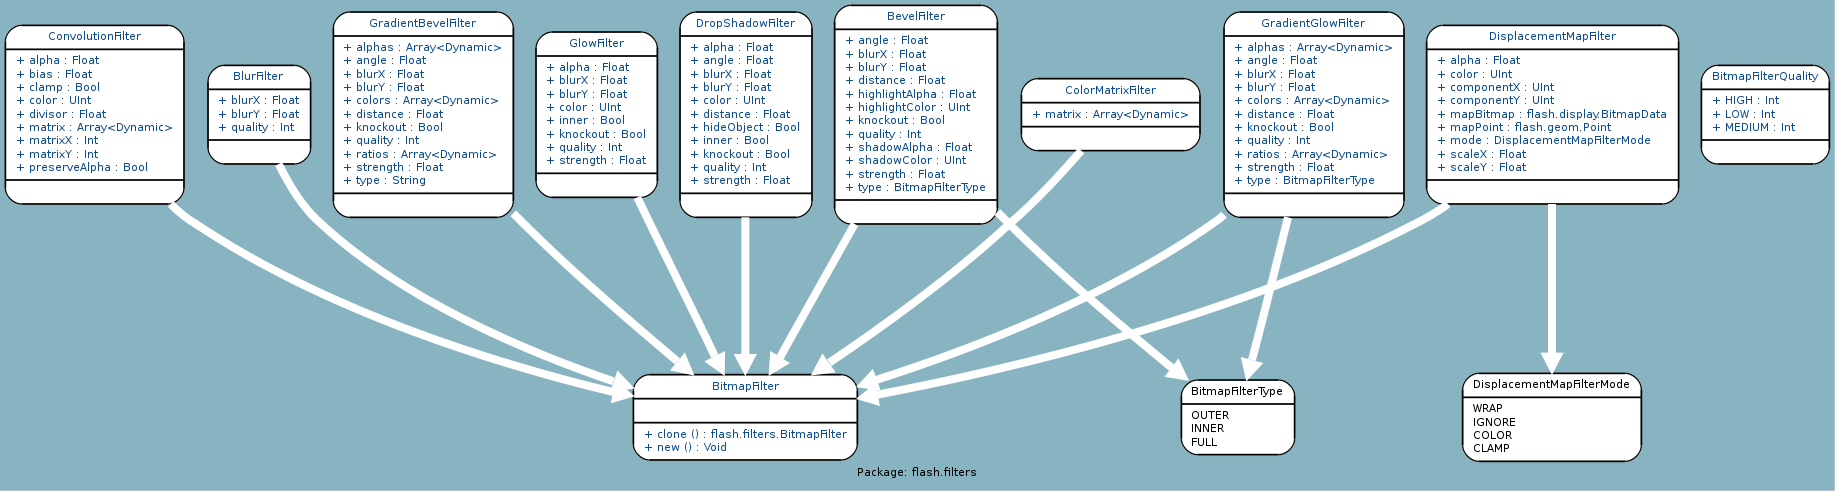 ConvolutionFilter
+ alpha : Float
+ bias : Float
+ clamp : Bool
+ color : UInt
+ divisor : Float
+ matrix : Array<Dynamic>
+ matrixX : Int
+ matrixY : Int
+ preserveAlpha : Bool
BlurFilter
+ blurX : Float
+ blurY : Float
+ quality : Int
GradientBevelFilter
+ alphas : Array<Dynamic>
+ angle : Float
+ blurX : Float
+ blurY : Float
+ colors : Array<Dynamic>
+ distance : Float
+ knockout : Bool
+ quality : Int
+ ratios : Array<Dynamic>
+ strength : Float
+ type : String
GlowFilter
+ alpha : Float
+ blurX : Float
+ blurY : Float
+ color : UInt
+ inner : Bool
+ knockout : Bool
+ quality : Int
+ strength : Float
DropShadowFilter
+ alpha : Float
+ angle : Float
+ blurX : Float
+ blurY : Float
+ color : UInt
+ distance : Float
+ hideObject : Bool
+ inner : Bool
+ knockout : Bool
+ quality : Int
+ strength : Float
BevelFilter
+ angle : Float
+ blurX : Float
+ blurY : Float
+ distance : Float
+ highlightAlpha : Float
+ highlightColor : UInt
+ knockout : Bool
+ quality : Int
+ shadowAlpha : Float
+ shadowColor : UInt
+ strength : Float
+ type : BitmapFilterType
ColorMatrixFilter
+ matrix : Array<Dynamic>
GradientGlowFilter
+ alphas : Array<Dynamic>
+ angle : Float
+ blurX : Float
+ blurY : Float
+ colors : Array<Dynamic>
+ distance : Float
+ knockout : Bool
+ quality : Int
+ ratios : Array<Dynamic>
+ strength : Float
+ type : BitmapFilterType
DisplacementMapFilter
+ alpha : Float
+ color : UInt
+ componentX : UInt
+ componentY : UInt
+ mapBitmap : flash.display.BitmapData
+ mapPoint : flash.geom.Point
+ mode : DisplacementMapFilterMode
+ scaleX : Float
+ scaleY : Float
BitmapFilterQuality
+ HIGH : Int
+ LOW : Int
+ MEDIUM : Int
BitmapFilter
+ clone () : flash.filters.BitmapFilter
+ new () : Void
BitmapFilterType
OUTER
INNER
FULL
DisplacementMapFilterMode
WRAP
IGNORE
COLOR
CLAMP
Package: flash.filters